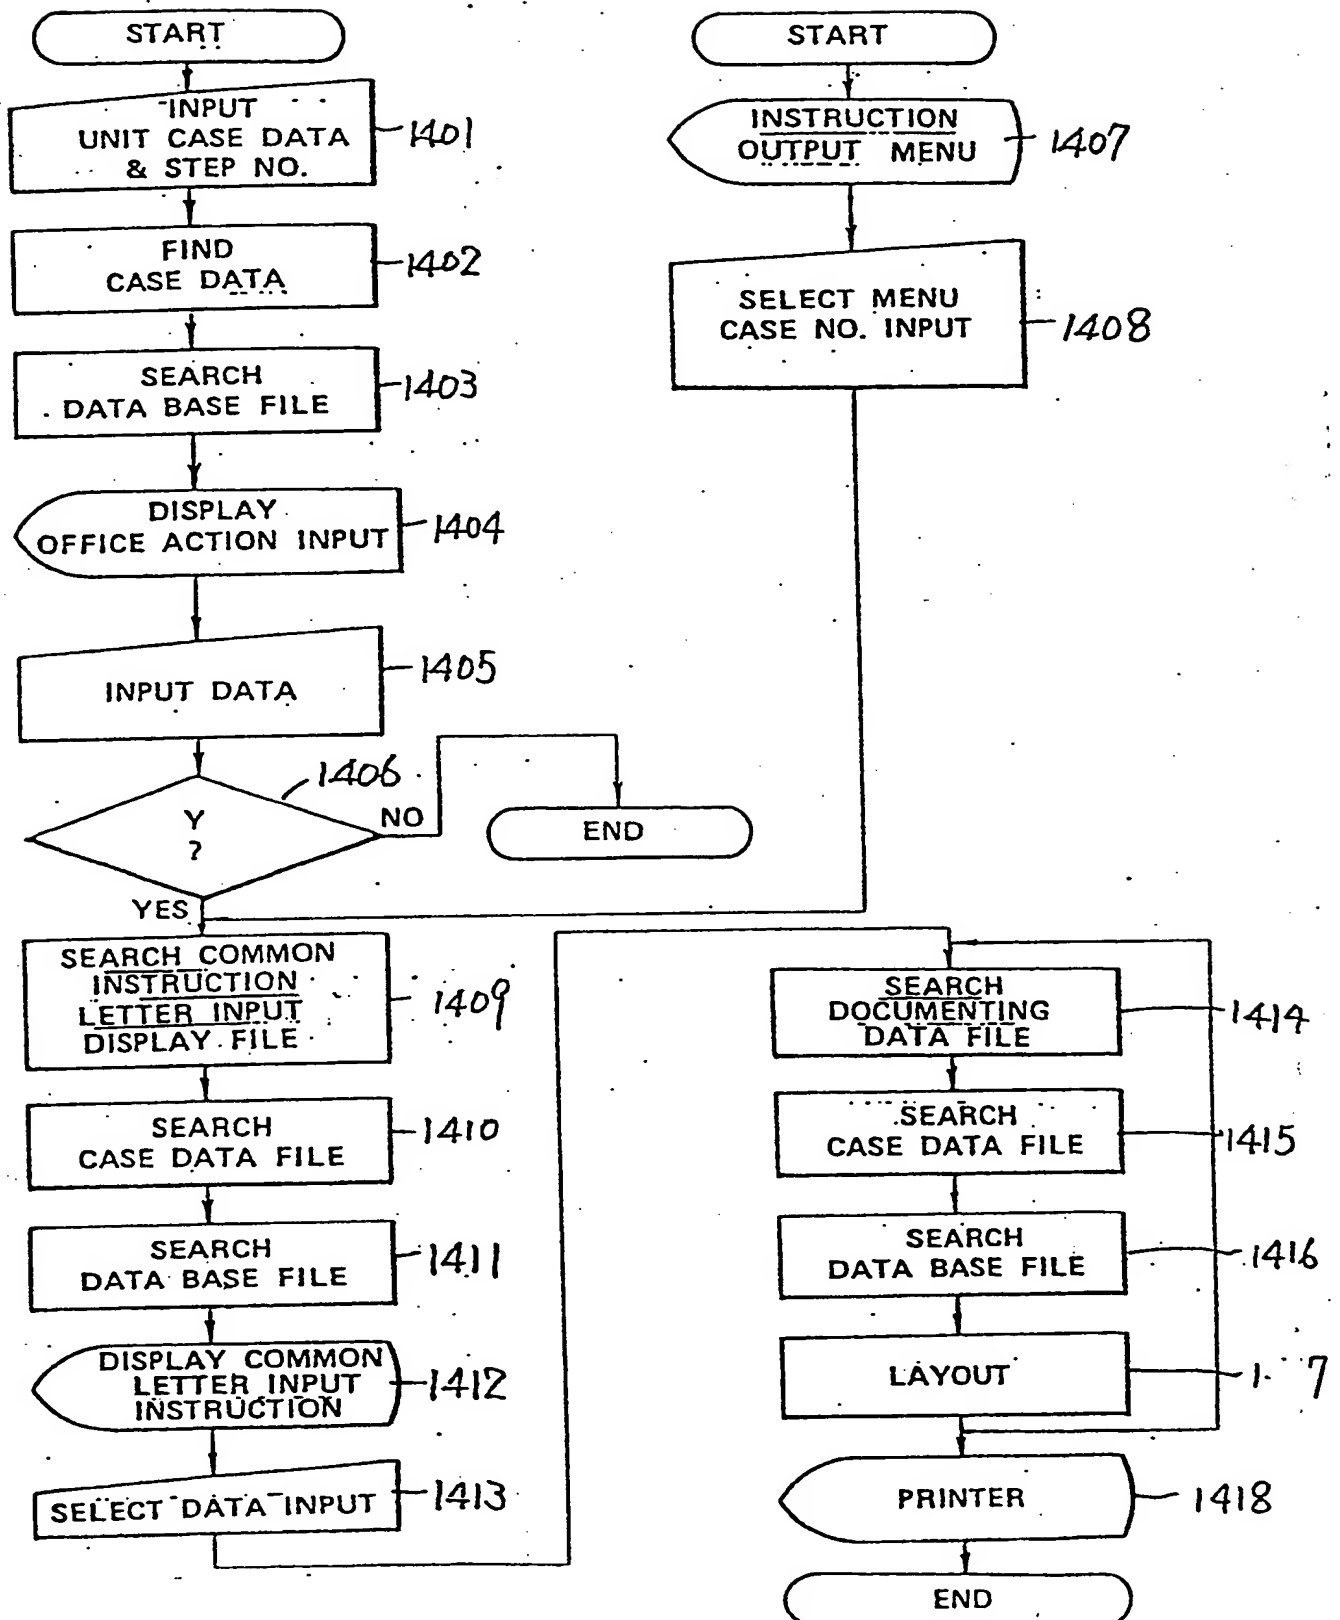 START
INPUT
UNIT CASE DATA
& STEP NO.
1401
FIND
CASE DATA
1402
SEARCH
DATA BASE FILE
1403
DISPLAY
OFFICE ACTION INPUT
1404
INPUT DATA
1405
1406
Y
?
NO
END
YES
START
INSTRUCTION
OUTPUT MENU
1407
SELECT MENU
CASE NO. INPUT
1408
SEARCH COMMON
INSTRUCTION
LETTER INPUT
DISPLAY FILE
1409
SEARCH
CASE DATA FILE
1410
SEARCH
DATA BASE FILE
1411
DISPLAY COMMON
LETTER INPUT
INSTRUCTION
1412
SELECT DATA INPUT
1413
SEARCH
DOCUMENTING
DATA FILE
1414
SEARCH
CASE DATA FILE
1415
SEARCH
DATA BASE FILE
1416
LAYOUT
PRINTER
1418
END